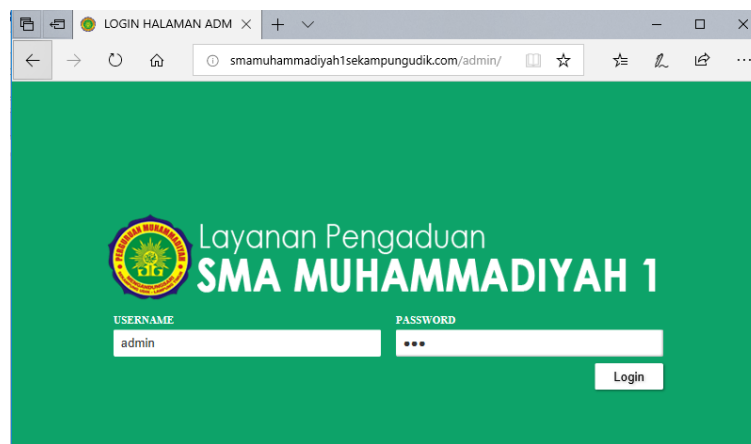 LOGIN HALAMAN ADM
smamuhammadiyah1sekampungudik.com/admin/
Layanan Pengaduan
SMA MUHAMMADIYAH 1
USERNAME
PASSWORD
admin
•••
Login